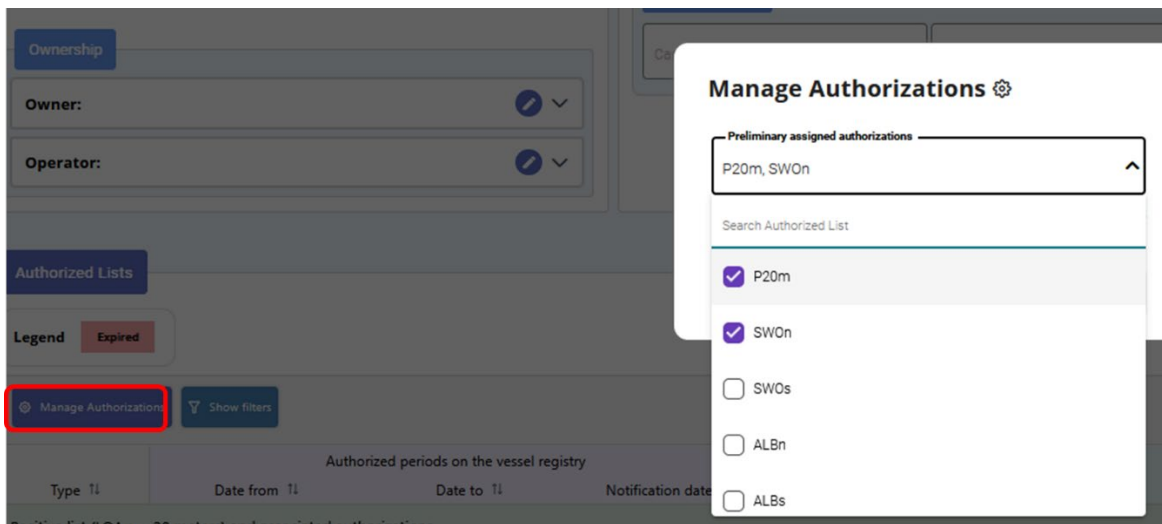 Ownership
Owner:
Operator:
Authorized Lists
Legend Expired
Manage Authorizations Show filters
Authorized periods on the vessel registry
Type Date from Date to Notification date
Manage Authorizations
Preliminary assigned authorizations
P20m, SWOn
Search Authorized List
P20m
SWOn
SWOs
ALBn
ALBs